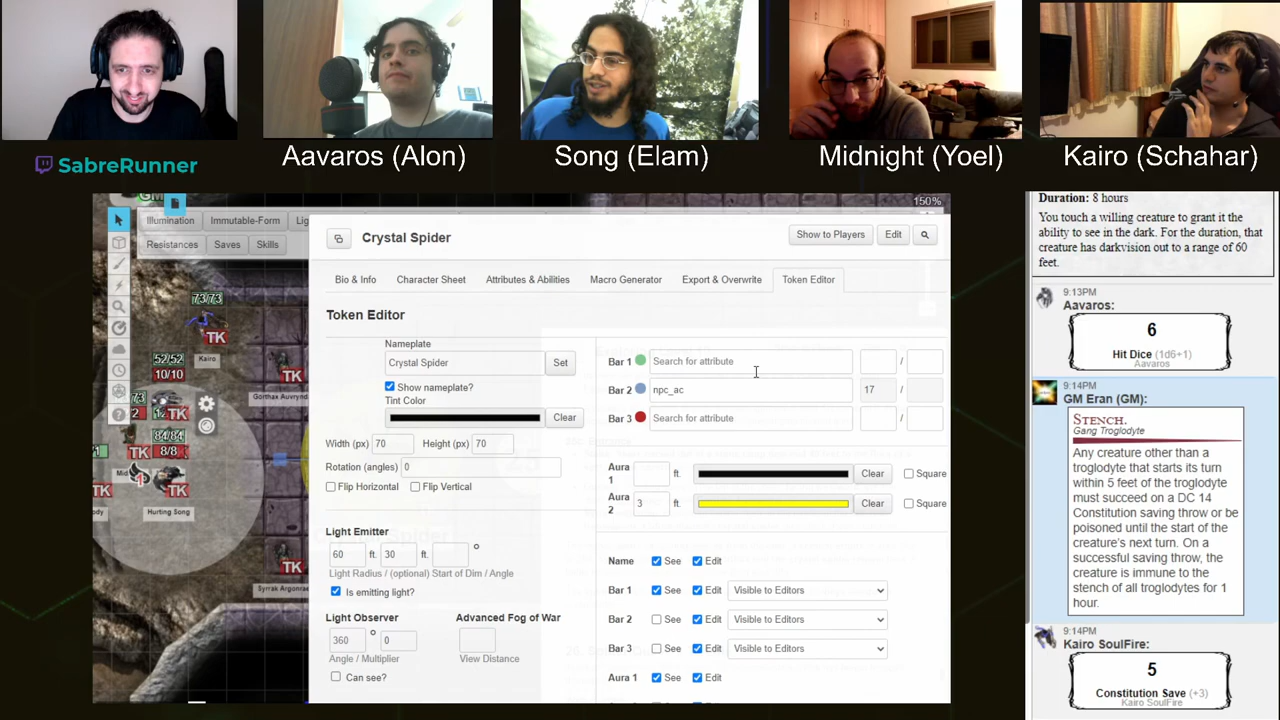 SabreRunner
Aavaros (Alon)
Song (Elam)
Midnight (Yoel)
Kairo (Schahar)
GM
150%
Illumination
Immutable-Form
Resistances
Saves
Skills
Crystal Spider
Show to Players
Edit
Bio & Info
Character Sheet
Attributes & Abilities
Macro Generator
Export & Overwrite
Token Editor
Token Editor
Nameplate
Crystal Spider
Set
Show nameplate?
Tint Color
Clear
Width (px) 70
Height (px) 70
Rotation (angles) 0
Flip Horizontal
Flip Vertical
Light Emitter
60 ft. 30 ft. °
Light Radius / (optional) Start of Dim / Angle
Is emitting light?
Light Observer
360 ° 0
Angle / Multiplier
Can see?
Advanced Fog of War
View Distance
Bar 1 Search for attribute /
Bar 2 npc_ac 17 /
Bar 3 Search for attribute /
Aura 1 ft. Clear Square
Aura 2 3 ft. Clear Square
Name See Edit
Bar 1 See Edit Visible to Editors
Bar 2 See Edit Visible to Editors
Bar 3 See Edit Visible to Editors
Aura 1 See Edit
73/73
TK
Kairo
52/52
10/10
TK
Gorthax Auvrynd
2
TK
84/84
8/8
TK
Hurting Song
TK
TK
Syrrak Argonrae
Duration: 8 hours
You touch a willing creature to grant it the
ability to see in the dark. For the duration, that
creature has darkvision out to a range of 60
feet.
9:13PM
Aavaros:
6
Hit Dice (1d6+1)
Aavaros
9:14PM
GM Eran (GM):
Stench.
Gang Troglodyte
Any creature other than a
troglodyte that starts its turn
within 5 feet of the troglodyte
must succeed on a DC 14
Constitution saving throw or be
poisoned until the start of the
creature's next turn. On a
successful saving throw, the
creature is immune to the
stench of all troglodytes for 1
hour.
9:14PM
Kairo SoulFire:
5
Constitution Save (+3)
Kairo SoulFire